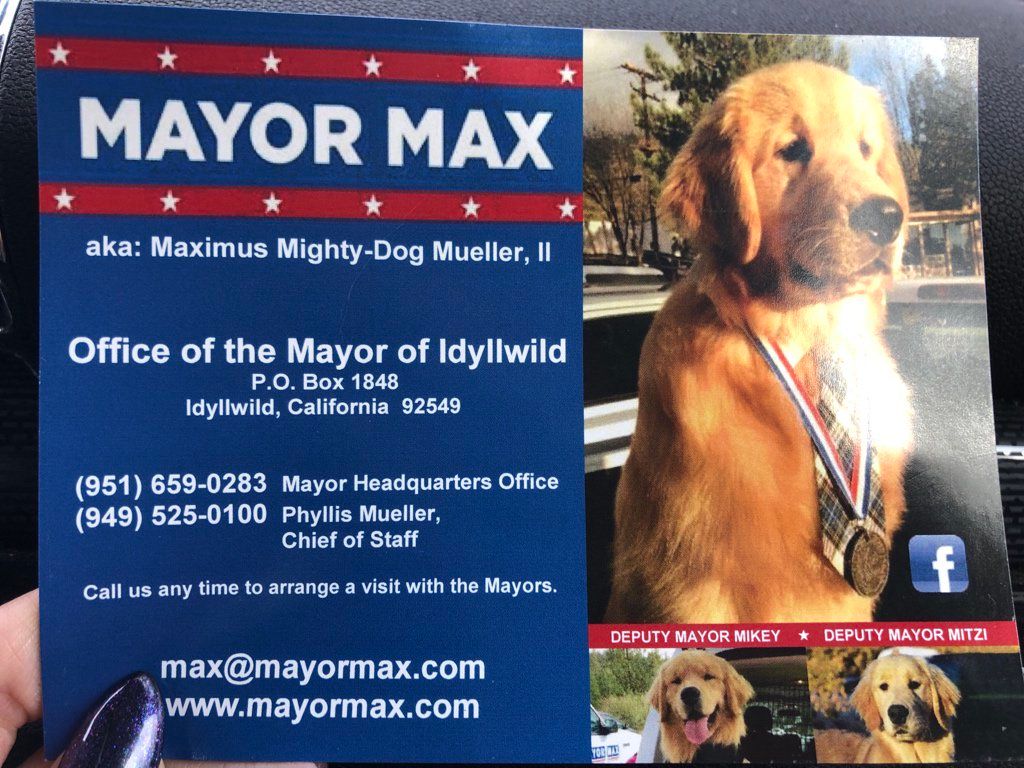 MAYOR MAX
aka: Maximus Mighty-Dog Mueller, II
Office of the Mayor of Idyllwild
P.O. Box 1848
Idyllwild, California 92549
(951) 659-0283 Mayor Headquarters Office
(949) 525-0100 Phyllis Mueller,
Chief of Staff
Call us any time to arrange a visit with the Mayors.
max@mayormax.com
www.mayormax.com
f
DEPUTY MAYOR MIKEY ★ DEPUTY MAYOR MITZI